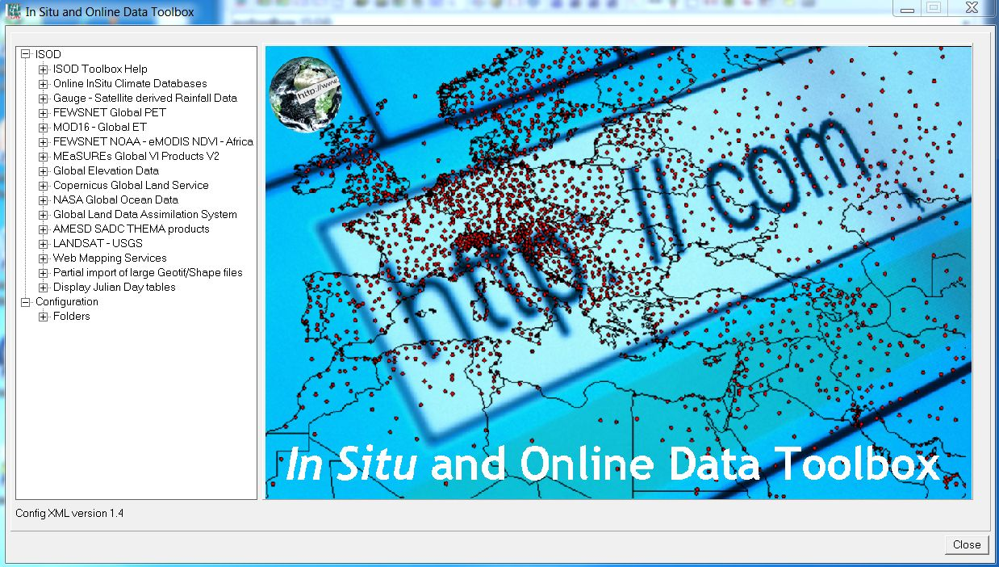 In Situ and Online Data Toolbox
ISOD
ISOD Toolbox Help
Online InSitu Climate Databases
Gauge - Satellite derived Rainfall Data
FEWSNET Global PET
MOD16 - Global ET
FEWSNET NOAA - eMODIS NDVI - Africa
MEaSUREs Global VI Products V2
Global Elevation Data
Copernicus Global Land Service
NASA Global Ocean Data
Global Land Data Assimilation System
AMESD SADC THEMA products
LANDSAT - USGS
Web Mapping Services
Partial import of large Geotif/Shape files
Display Julian Day tables
Configuration
Folders
http://www.
http://com
In Situ and Online Data Toolbox
Config XML version 1.4
Close